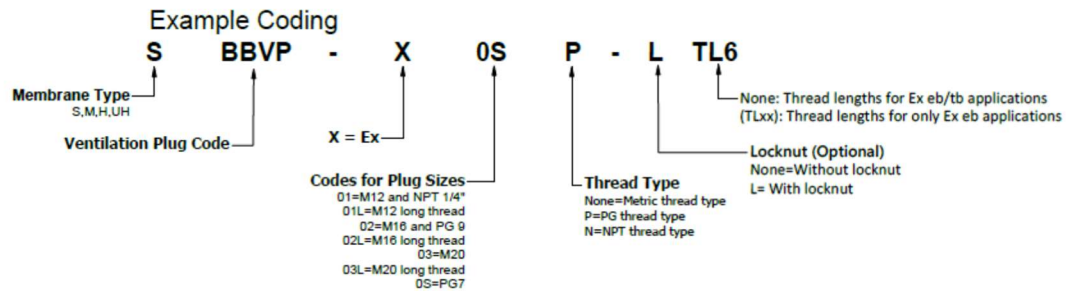 Example Coding
S BBVP - X 0S P - L TL6
Membrane Type
S,M,H,UH
Ventilation Plug Code
X = Ex
Codes for Plug Sizes
01=M12 and NPT 1/4"
01L=M12 long thread
02=M16 and PG 9
02L=M16 long thread
03=M20
03L=M20 long thread
0S=PG7
Thread Type
None=Metric thread type
P=PG thread type
N=NPT thread type
None: Thread lengths for Ex eb/tb applications
(TLxx): Thread lengths for only Ex eb applications
Locknut (Optional)
None=Without locknut
L= With locknut